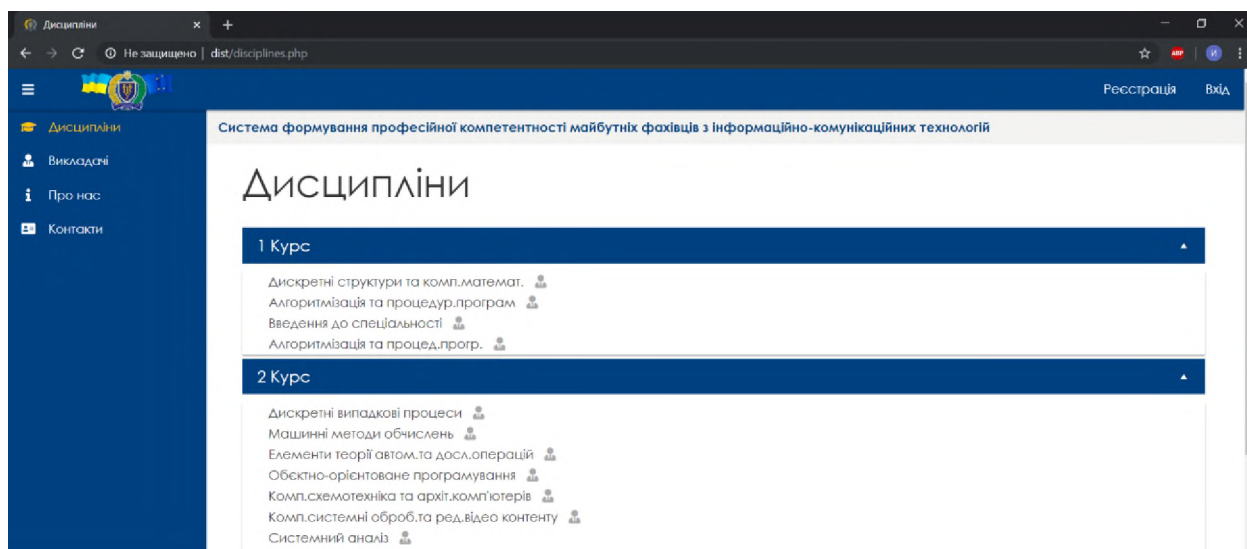 Дисципліни
Не защищено | dist/disciplines.php
ABP
И
Реєстрація
Вхід
Дисципліни
Викладачі
Про нас
Контакти
Система формування професійної компетентності майбутніх фахівців з інформаційно-комунікаційних технологій
Дисципліни
1 Курс
Дискретні структури та комп.математ.
Алгоритмізація та процедур.програм
Введення до спеціальності
Алгоритмізація та процед.прогр.
2 Курс
Дискретні випадкові процеси
Машинні методи обчислень
Елементи теорії автом.та досл.операцій
Обєктно-орієнтоване програмування
Комп.схемотехніка та архіт.комп'ютерів
Комп.системні оброб.та ред.відео контенту
Системний аналіз